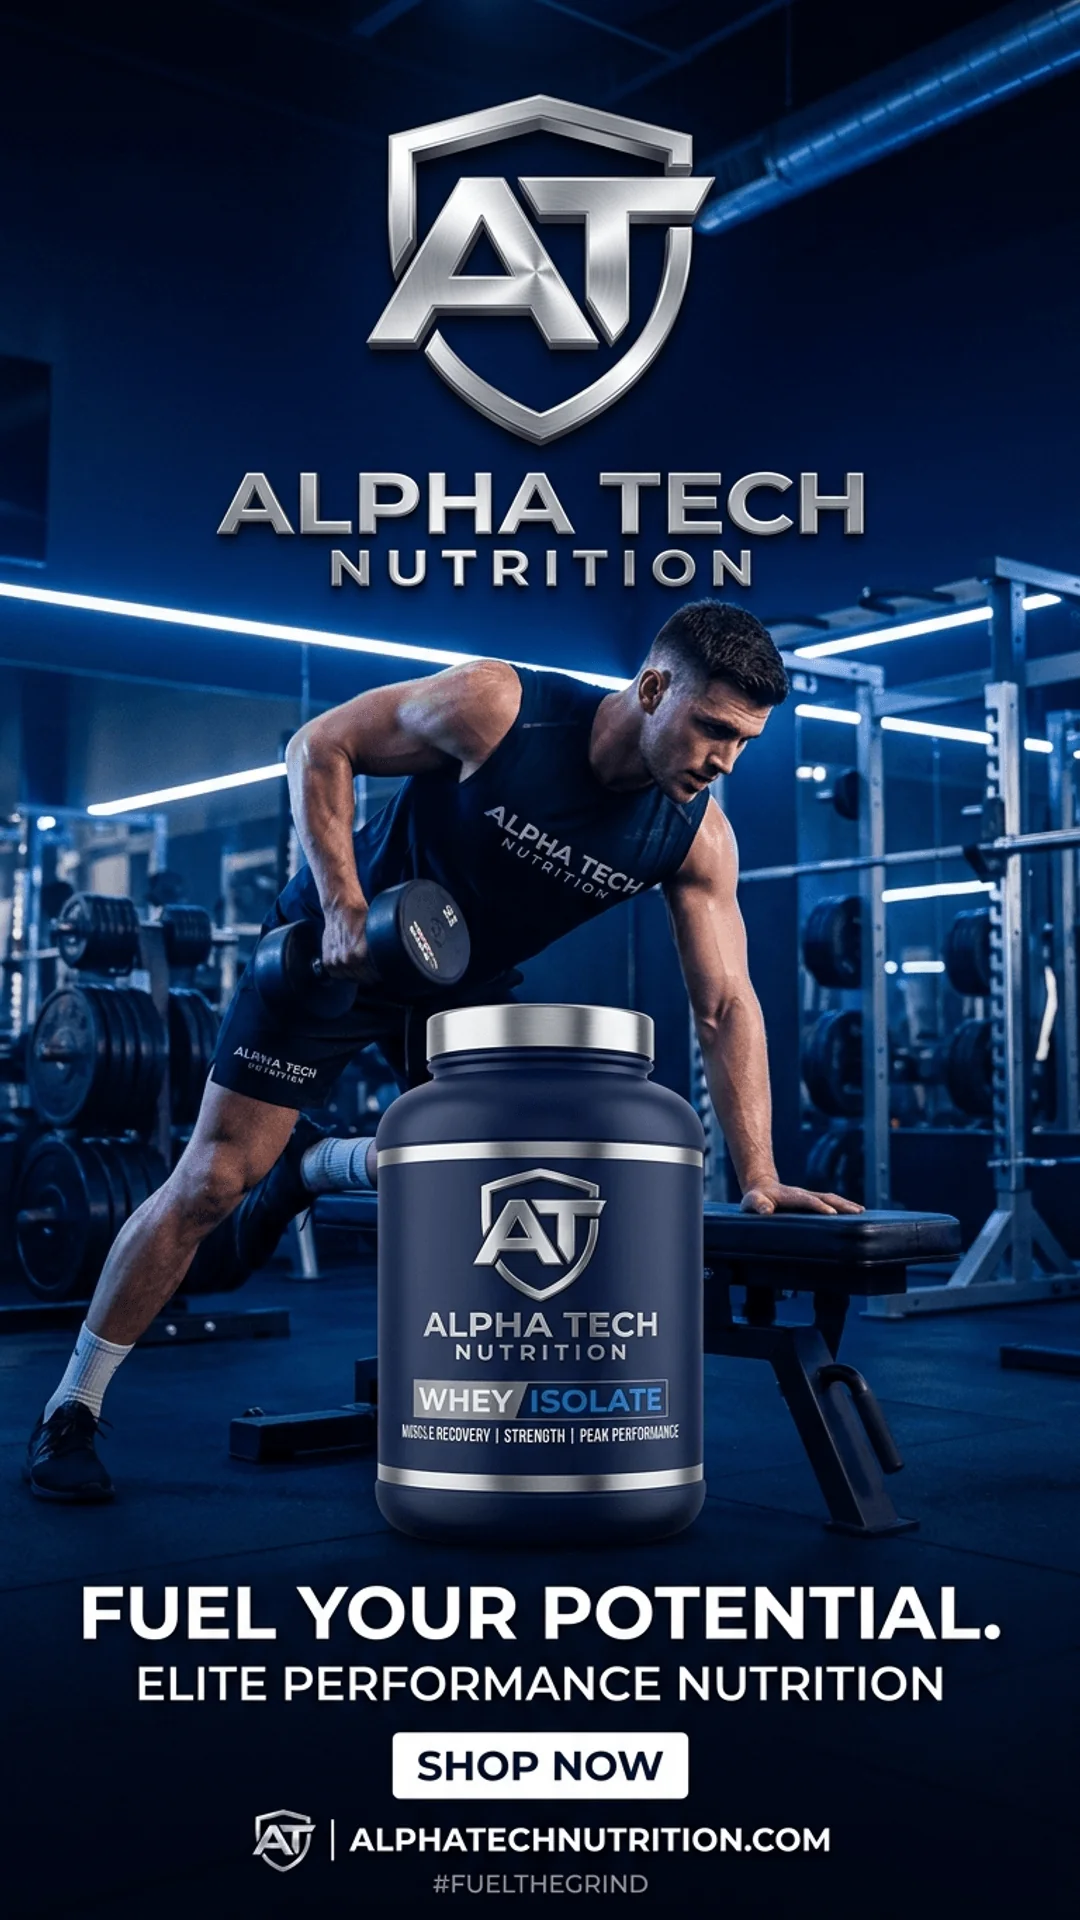 AT
ALPHA TECH
NUTRITION
ALPHA TECH
NUTRITION
ALPHA TECH
AT
ALPHA TECH
NUTRITION
WHEY/ISOLATE
RECOVERY | STRENGTH | PEAK PERFORMANCE
FUEL YOUR POTENTIAL.
ELITE PERFORMANCE NUTRITION
SHOP NOW
AT | ALPHATECHNUTRITION.COM
#FUELTHEGRIND